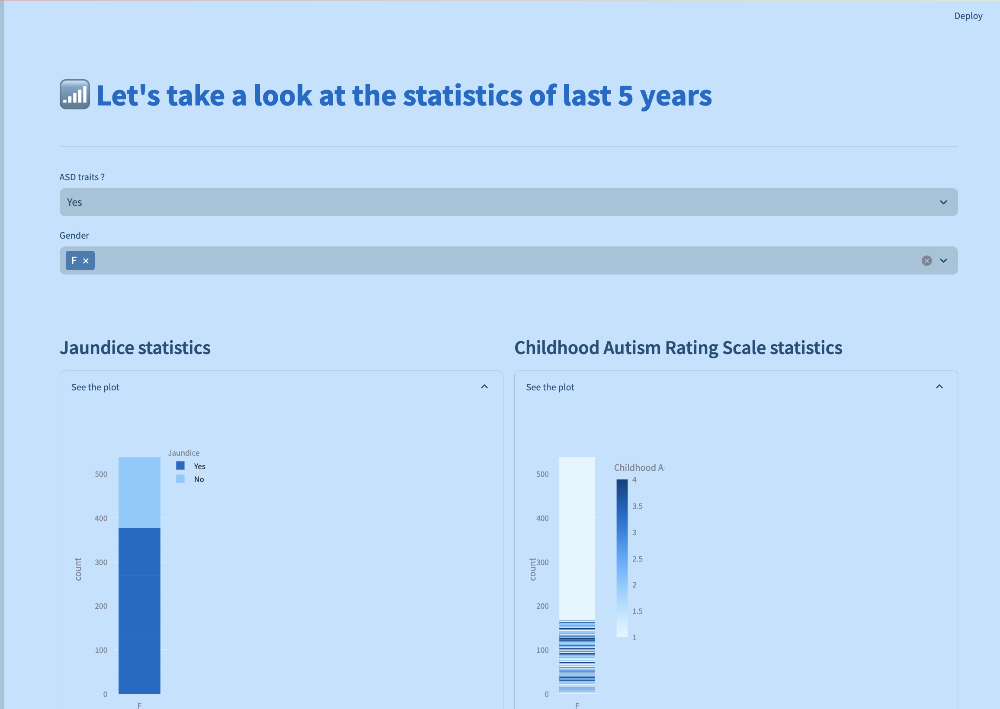 Deploy
Let's take a look at the statistics of last 5 years
ASD traits ?
Yes
Gender
F
Jaundice statistics
See the plot
Jaundice
Yes
No
500
400
300
200
100
0
count
F
Childhood Autism Rating Scale statistics
See the plot
Childhood A
500
400
300
200
100
0
count
4
3.5
3
2.5
2
1.5
1
F